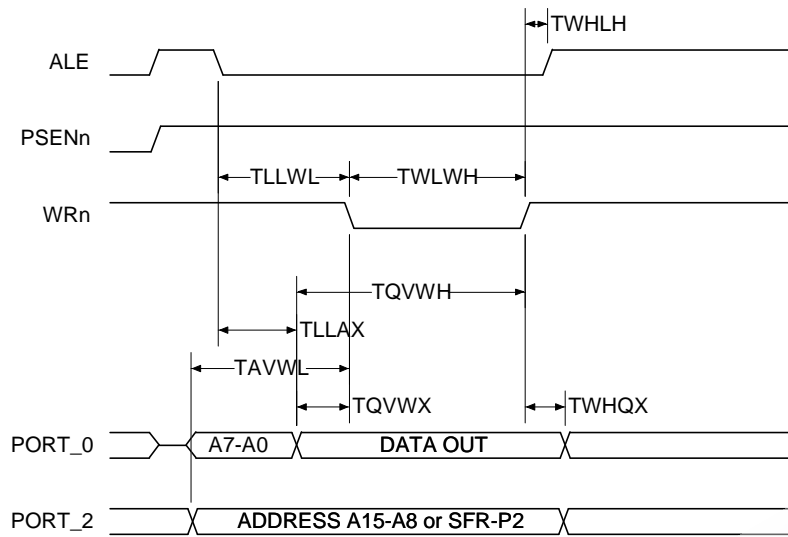 TWHLH
ALE
PSENn
TLLWL TWLWH
WRn
TQVWH
TLLAX
TAVWL
TQVWX TWHQX
PORT_0 A7-A0 DATA OUT
PORT_2 ADDRESS A15-A8 or SFR-P2